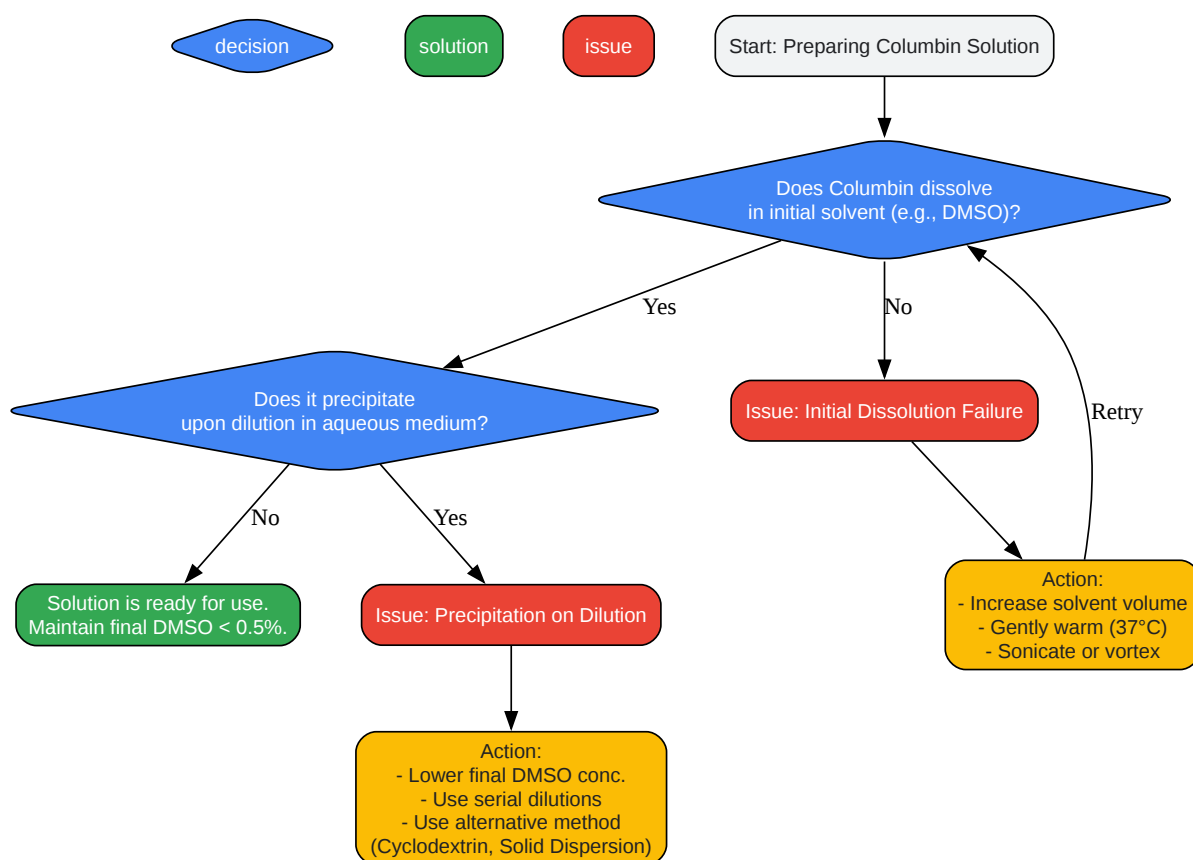 decision
solution
issue
Start: Preparing Columbin Solution
Does Columbin dissolve
in initial solvent (e.g., DMSO)?
Yes
No
Does it precipitate
upon dilution in aqueous medium?
Issue: Initial Dissolution Failure
Retry
No
Yes
Solution is ready for use.
Maintain final DMSO < 0.5%.
Issue: Precipitation on Dilution
Action:
- Increase solvent volume
- Gently warm (37°C)
- Sonicate or vortex
Action:
- Lower final DMSO conc.
- Use serial dilutions
- Use alternative method
(Cyclodextrin, Solid Dispersion)